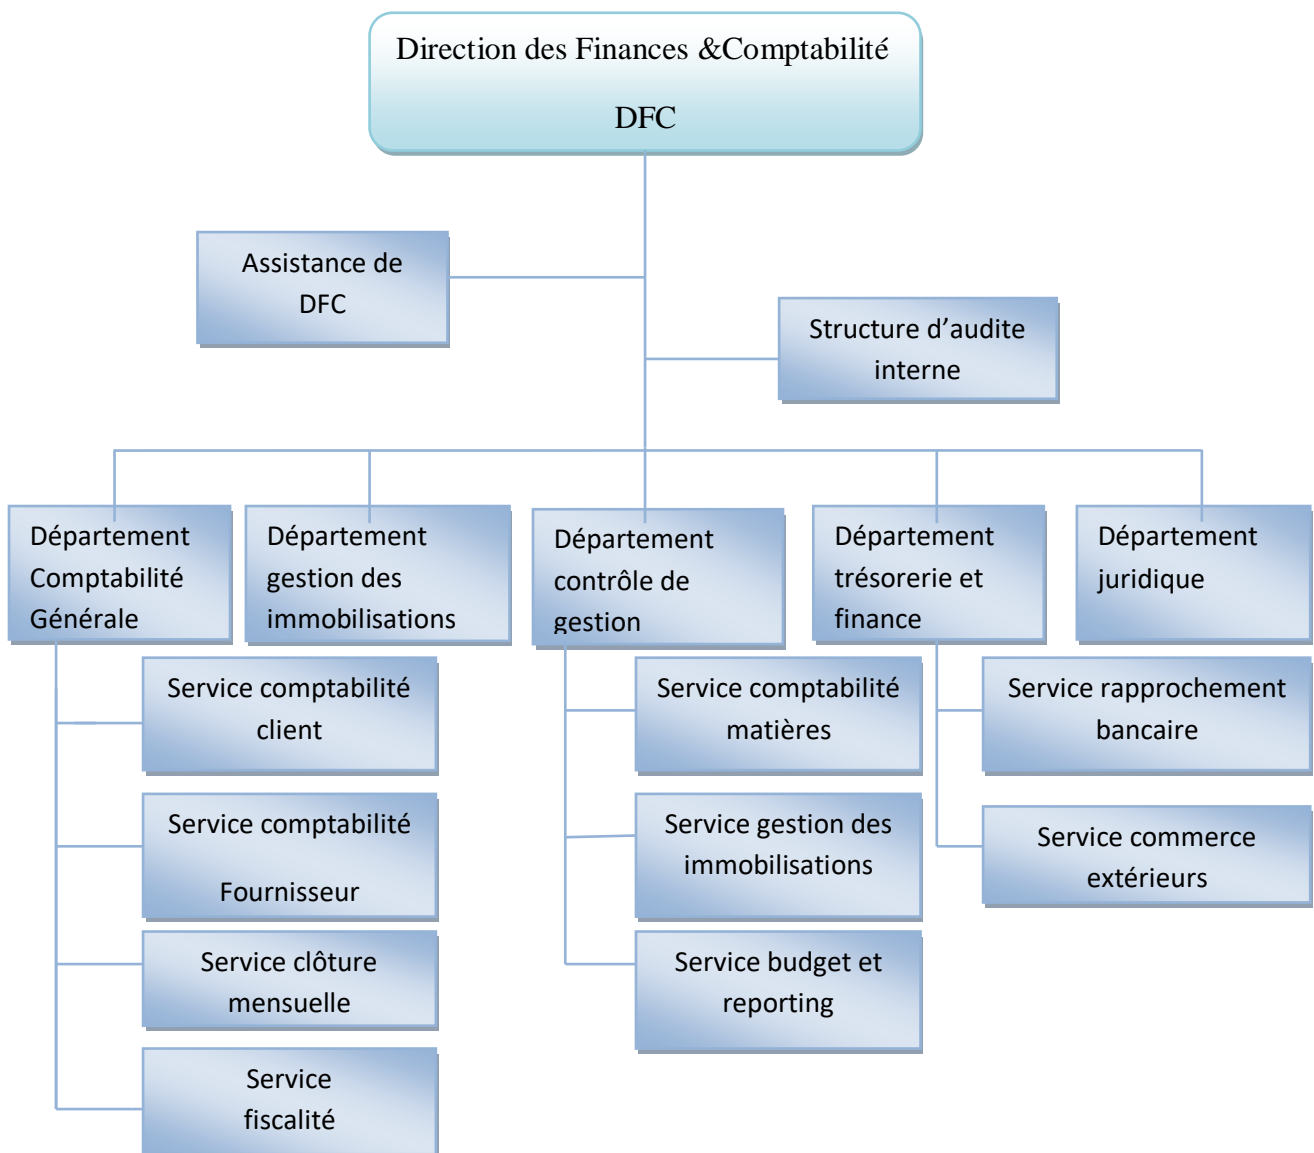 Direction des Finances &Comptabilité
DFC
Assistance de
DFC
Structure d’audite
interne
Département
Comptabilité
Générale
Département
gestion des
immobilisations
Département
contrôle de
gestion
Département
trésorerie et
finance
Département
juridique
Service comptabilité
client
Service comptabilité
Fournisseur
Service clôture
mensuelle
Service
fiscalité
Service comptabilité
matières
Service gestion des
immobilisations
Service budget et
reporting
Service rapprochement
bancaire
Service commerce
extérieurs